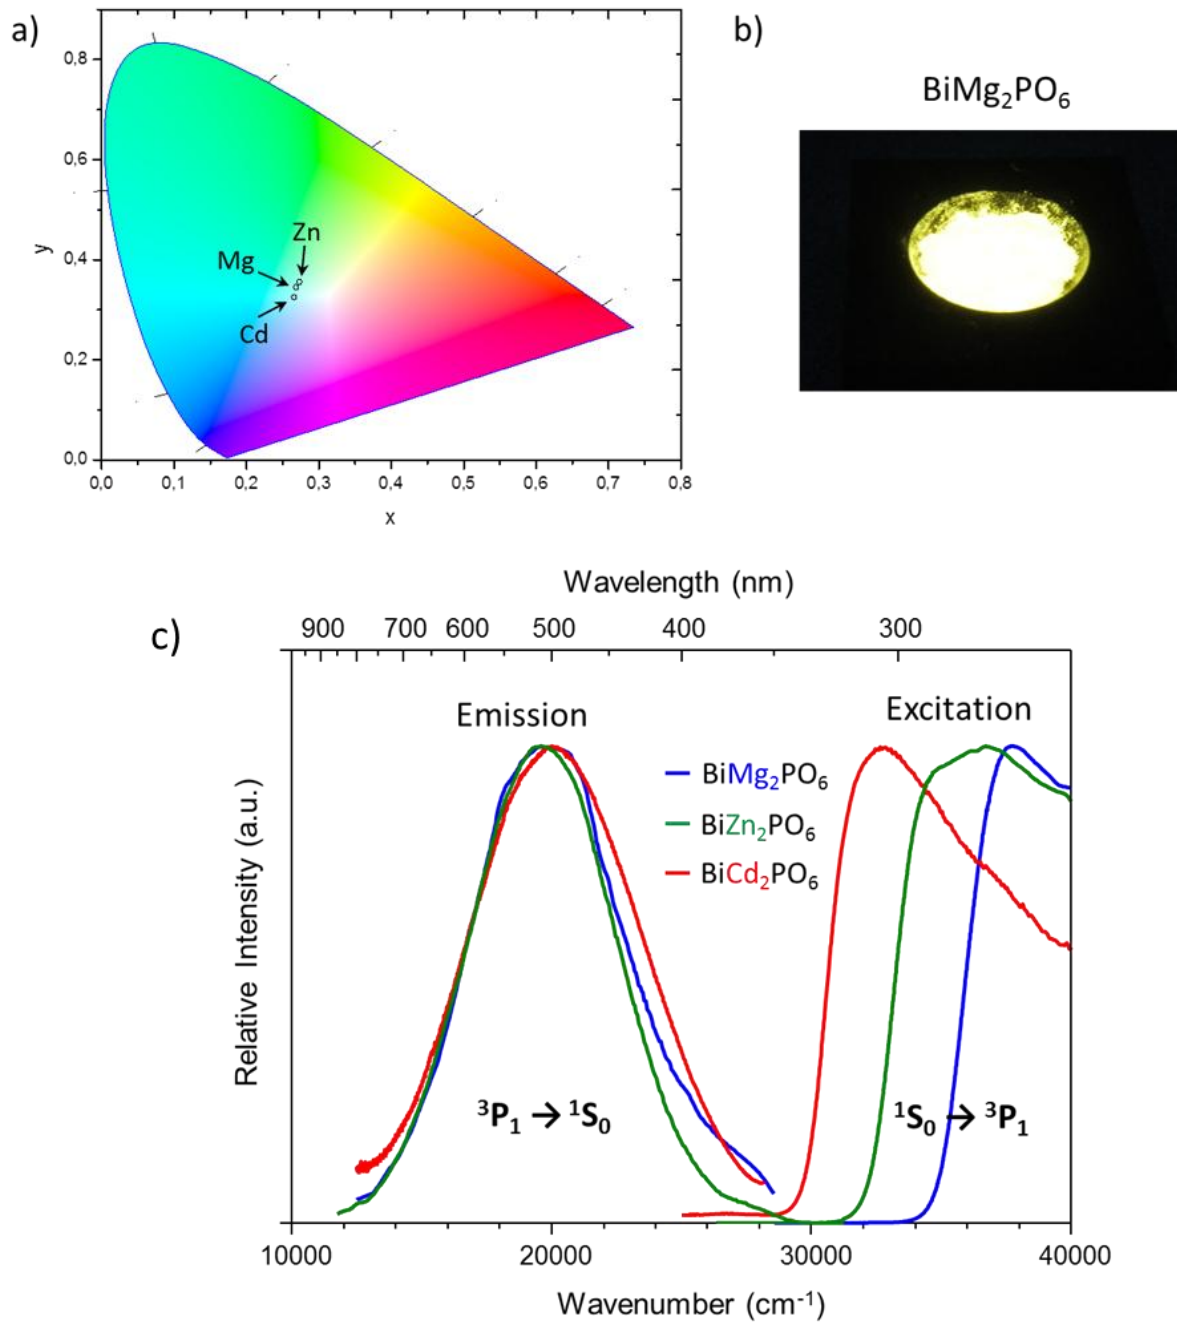 a)
0,8
0,6
0,4
0,2
0,0
y
Zn
Mg
Cd
0,0 0,1 0,2 0,3 0,4 0,5 0,6 0,7 0,8
x
b)
BiMg₂PO₆
c)
Wavelength (nm)
900 700 600 500 400 300
Emission
Excitation
BiMg₂PO₆
BiZn₂PO₆
BiCd₂PO₆
³P₁ → ¹S₀
¹S₀ → ³P₁
Relative Intensity (a.u.)
10000 20000 30000 40000
Wavenumber (cm⁻¹)